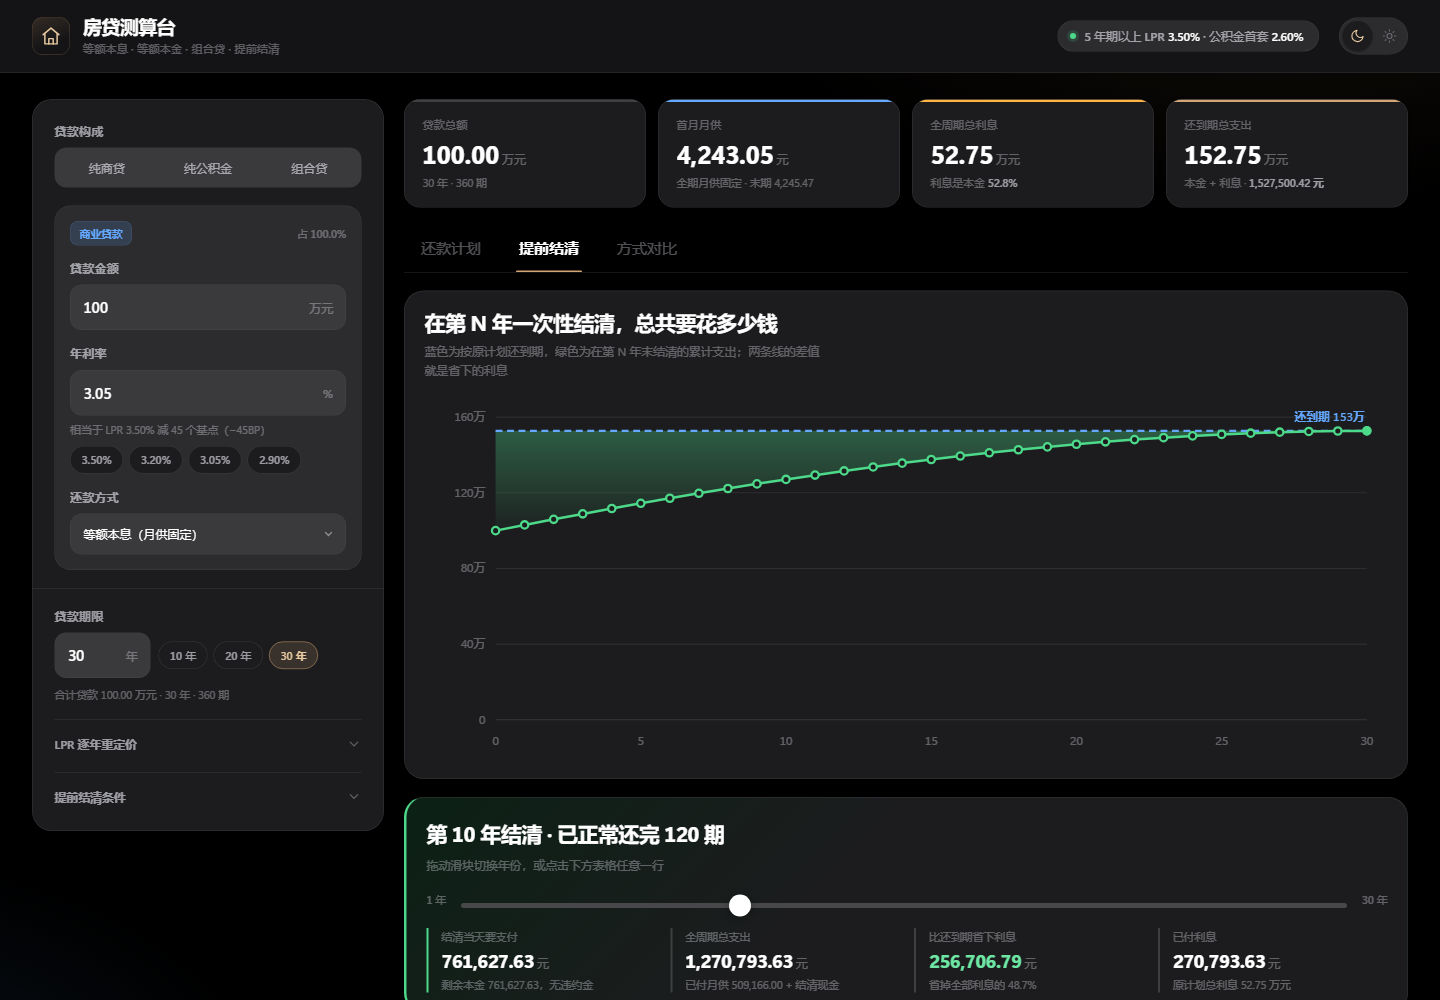 房贷测算台
等额本息 · 等额本金 · 组合贷 · 提前结清
5 年期以上 LPR 3.50% · 公积金首套 2.60%
贷款构成
纯商贷 纯公积金 组合贷
商业贷款 占 100.0%
贷款金额
100 万元
年利率
3.05 %
相当于 LPR 3.50% 减 45 个基点（−45BP）
3.50% 3.20% 3.05% 2.90%
还款方式
等额本息（月供固定）
贷款期限
30 年 10 年 20 年 30 年
合计贷款 100.00 万元 · 30 年 · 360 期
LPR 逐年重定价
提前结清条件
贷款总额
100.00 万元
30 年 · 360 期
首月月供
4,243.05 元
全期月供固定 · 末期 4,245.47
全周期总利息
52.75 万元
利息是本金 52.8%
还到期总支出
152.75 万元
本金 + 利息 · 1,527,500.42 元
还款计划 提前结清 方式对比
在第 N 年一次性结清，总共要花多少钱
蓝色为按原计划还到期，绿色为在第 N 年末结清的累计支出；两条线的差值
就是省下的利息
还到期 153万
160万
120万
80万
40万
0
0 5 10 15 20 25 30
第 10 年结清 · 已正常还完 120 期
拖动滑块切换年份，或点击下方表格任意一行
1 年 30 年
结清当天要支付
761,627.63 元
剩余本金 761,627.63，无违约金
全周期总支出
1,270,793.63 元
已付月供 509,166.00 + 结清现金
比还到期省下利息
256,706.79 元
省掉全部利息的 48.7%
已付利息
270,793.63 元
原计划总利息 52.75 万元